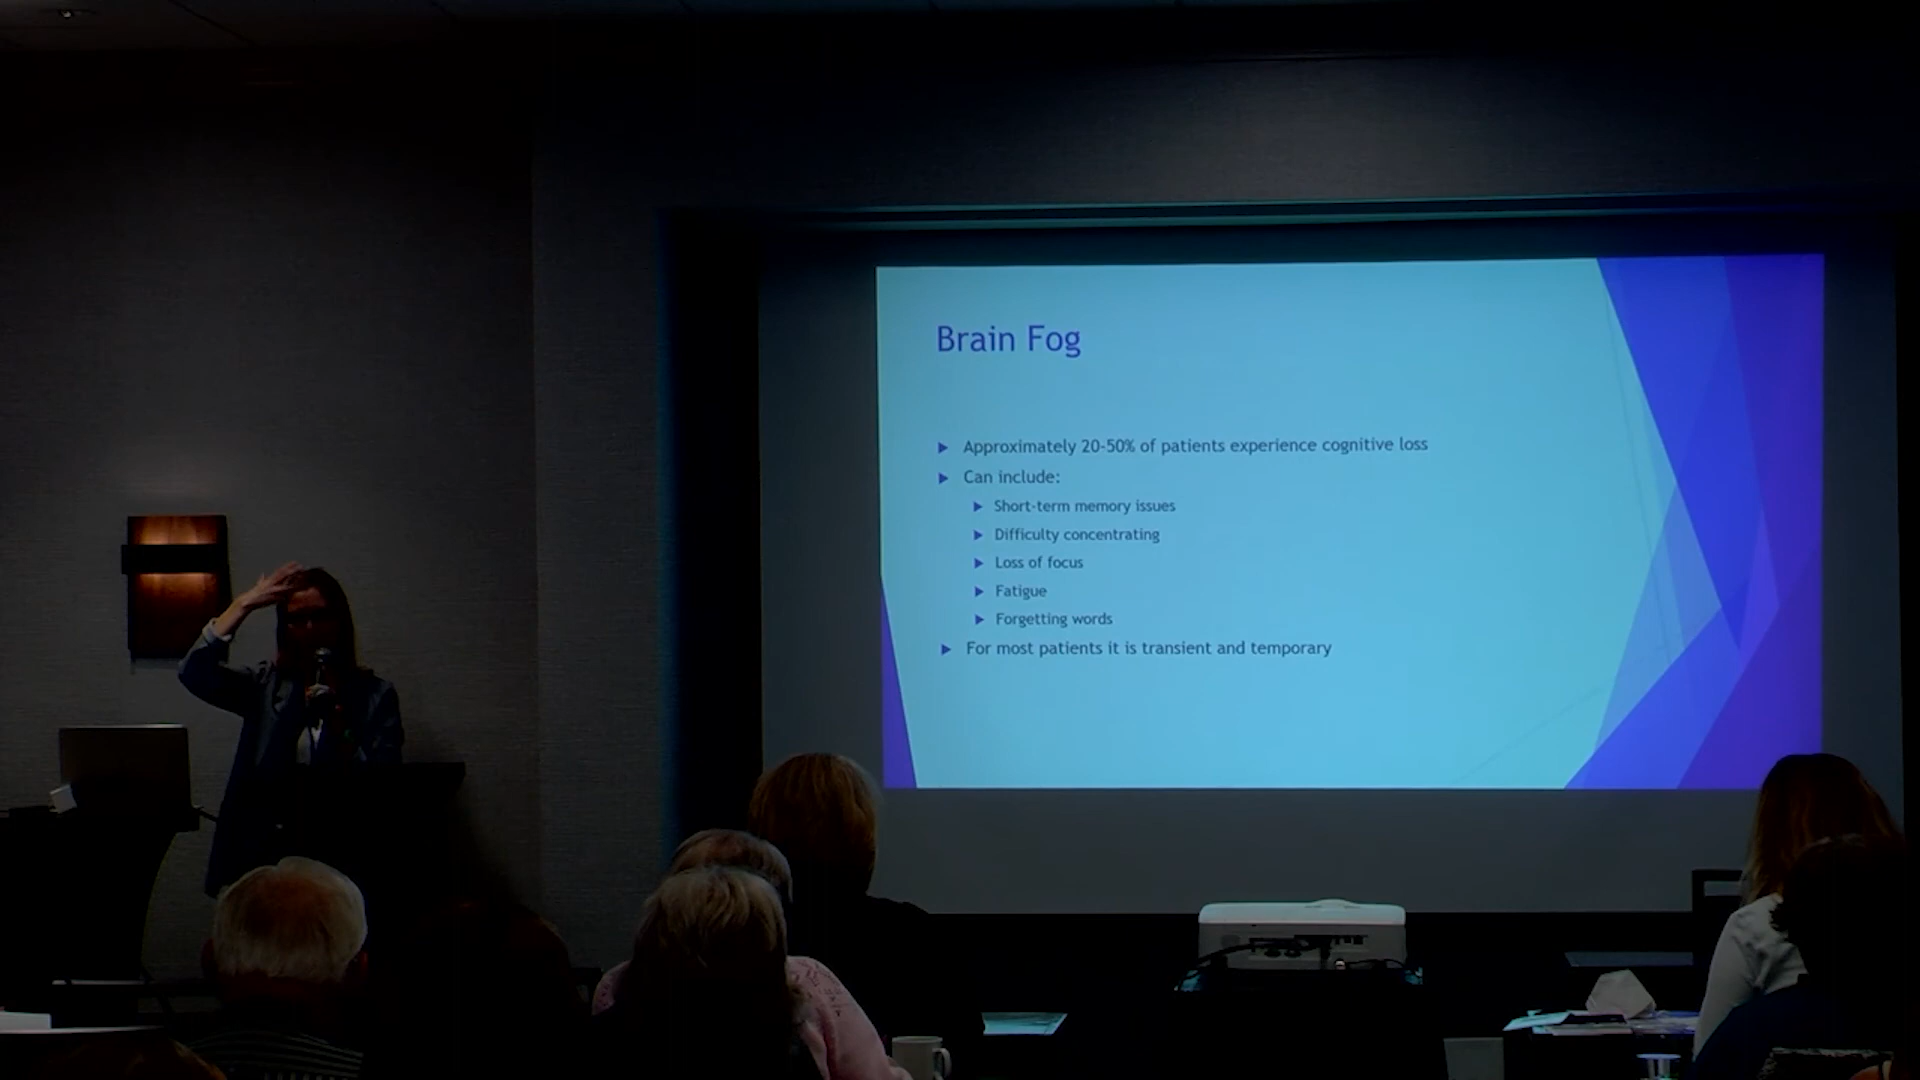 Brain Fog
Approximately 20-50% of patients experience cognitive loss
Can include:
Short-term memory issues
Difficulty concentrating
Loss of focus
Fatigue
Forgetting words
For most patients it is transient and temporary